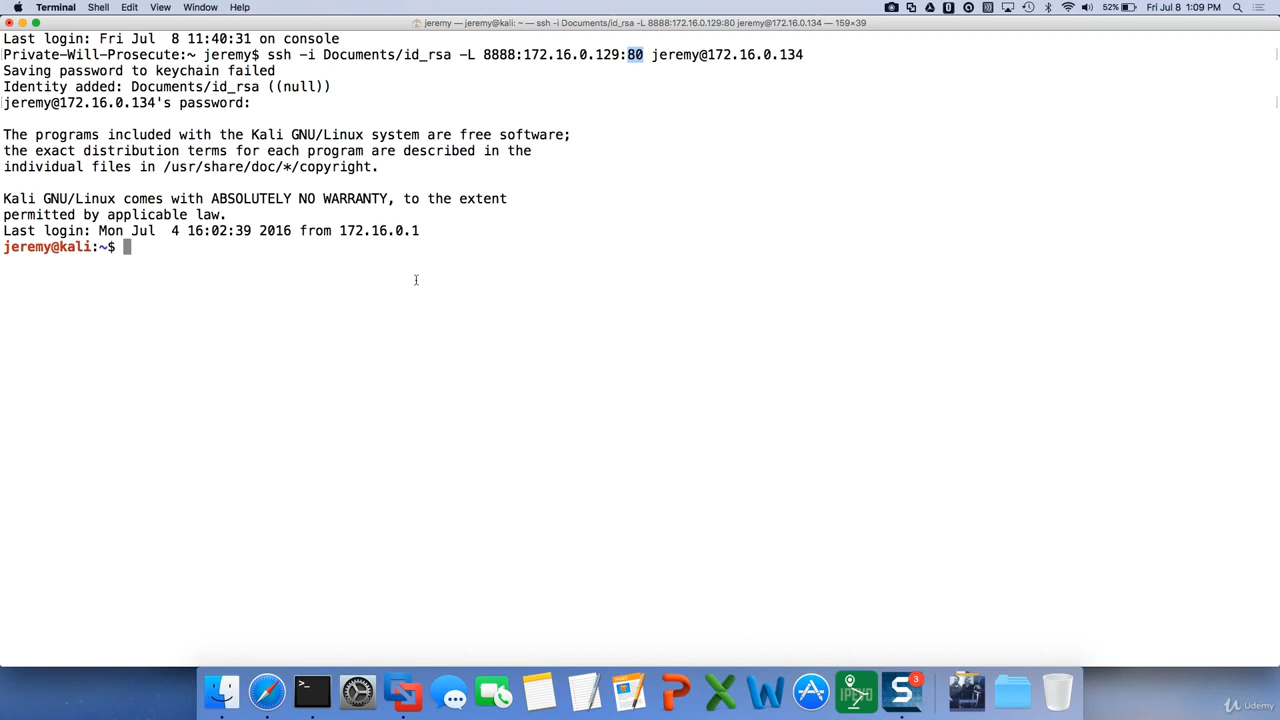 Terminal Shell Edit View Window Help 52% Fri Jul 8 1:09 PM
jeremy — jeremy@kali: ~ — ssh -i Documents/id_rsa -L 8888:172.16.0.129:80 jeremy@172.16.0.134 — 159×39
Last login: Fri Jul  8 11:40:31 on console
Private-Will-Prosecute:~ jeremy$ ssh -i Documents/id_rsa -L 8888:172.16.0.129:80 jeremy@172.16.0.134
Saving password to keychain failed
Identity added: Documents/id_rsa ((null))
jeremy@172.16.0.134's password:
The programs included with the Kali GNU/Linux system are free software;
the exact distribution terms for each program are described in the
individual files in /usr/share/doc/*/copyright.
Kali GNU/Linux comes with ABSOLUTELY NO WARRANTY, to the extent
permitted by applicable law.
Last login: Mon Jul  4 16:02:39 2016 from 172.16.0.1
jeremy@kali:~$
3
IPEVO
Udemy